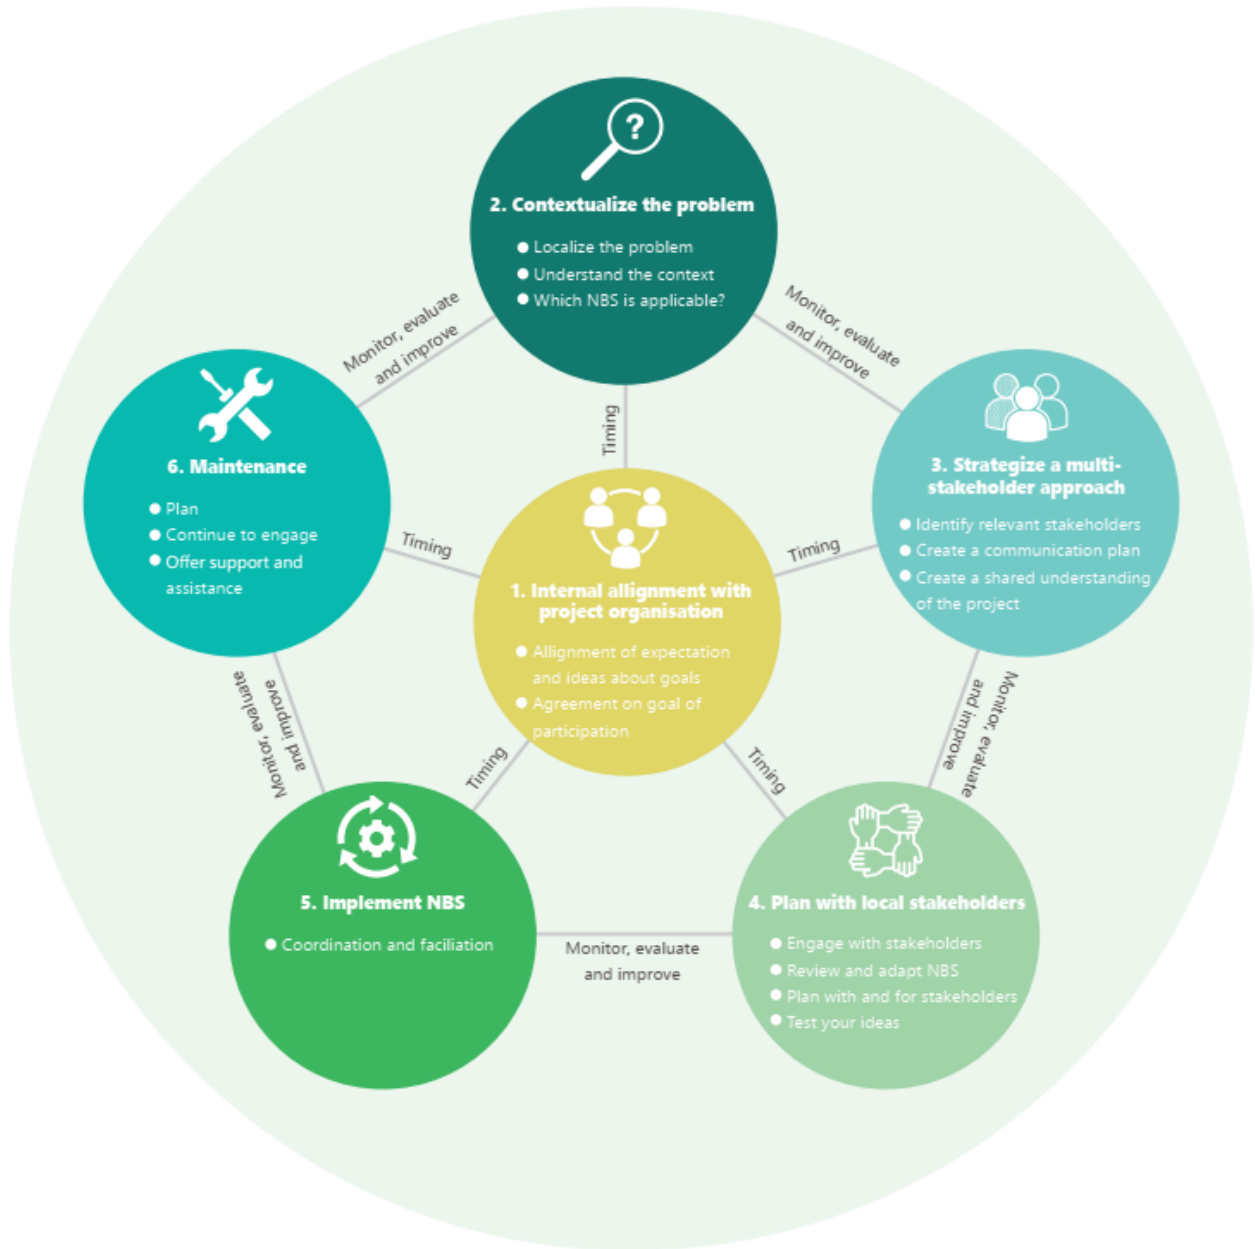 ?
2. Contextualize the problem
Localize the problem
Understand the context
Which NBS is applicable?
Monitor, evaluate
and improve
Monitor, evaluate
and improve
Timing
6. Maintenance
Plan
Continue to engage
Offer support and
assistance
3. Strategize a multi-
stakeholder approach
Identify relevant stakeholders
Create a communication plan
Create a shared understanding
of the project
Timing
Timing
1. Internal allignment with
project organisation
Allignment of expectation
and ideas about goals
Agreement on goal of
participation
Monitor, evaluate
and improve
Monitor, evaluate
and improve
Timing
Timing
5. Implement NBS
Coordination and faciliation
Monitor, evaluate
and improve
4. Plan with local stakeholders
Engage with stakeholders
Review and adapt NBS
Plan with and for stakeholders
Test your ideas